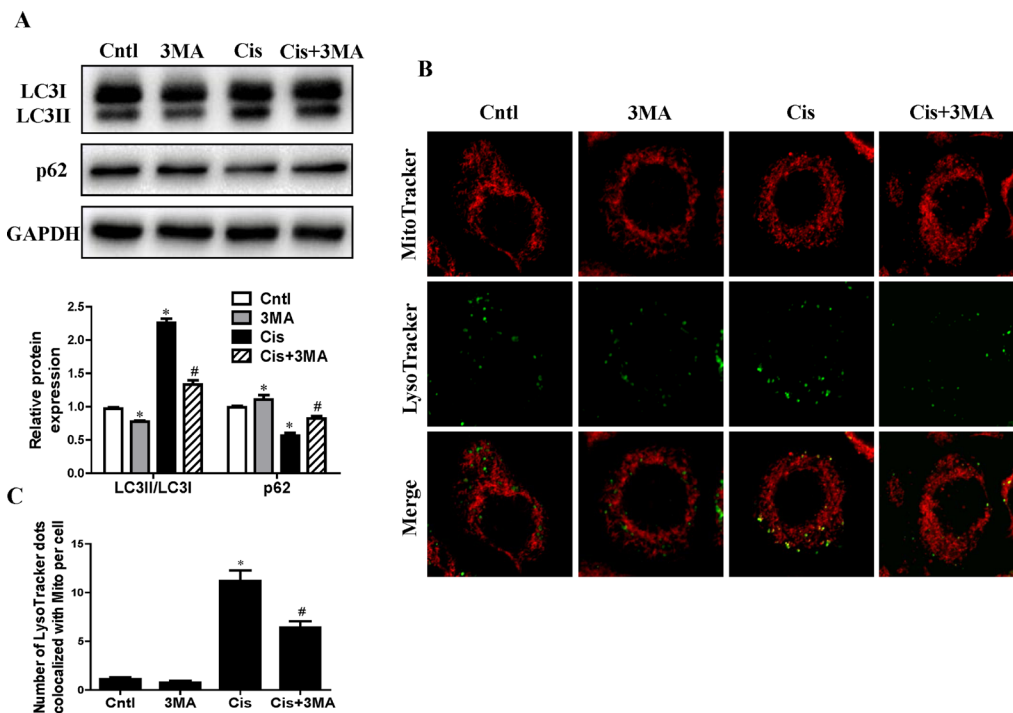 A
Cntl 3MA Cis Cis+3MA
LC3I
LC3II
p62
GAPDH
Relative protein
expression
2.5
2.0
1.5
1.0
0.5
0.0
Cntl
3MA
Cis
Cis+3MA
*
*
#
*
*
#
LC3II/LC3I p62
B
Cntl 3MA Cis Cis+3MA
MitoTracker
LysoTracker
Merge
C
Number of LysoTracker dots
colocalized with Mito per cell
15
10
5
0
*
#
Cntl 3MA Cis Cis+3MA